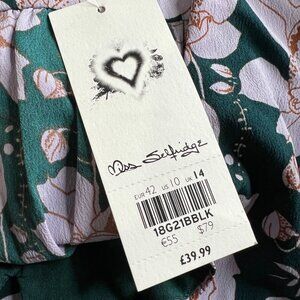 Miss Selfridge
EUR 42 US 10 UK 14
18G21BBLK
€55 $79
£39.99